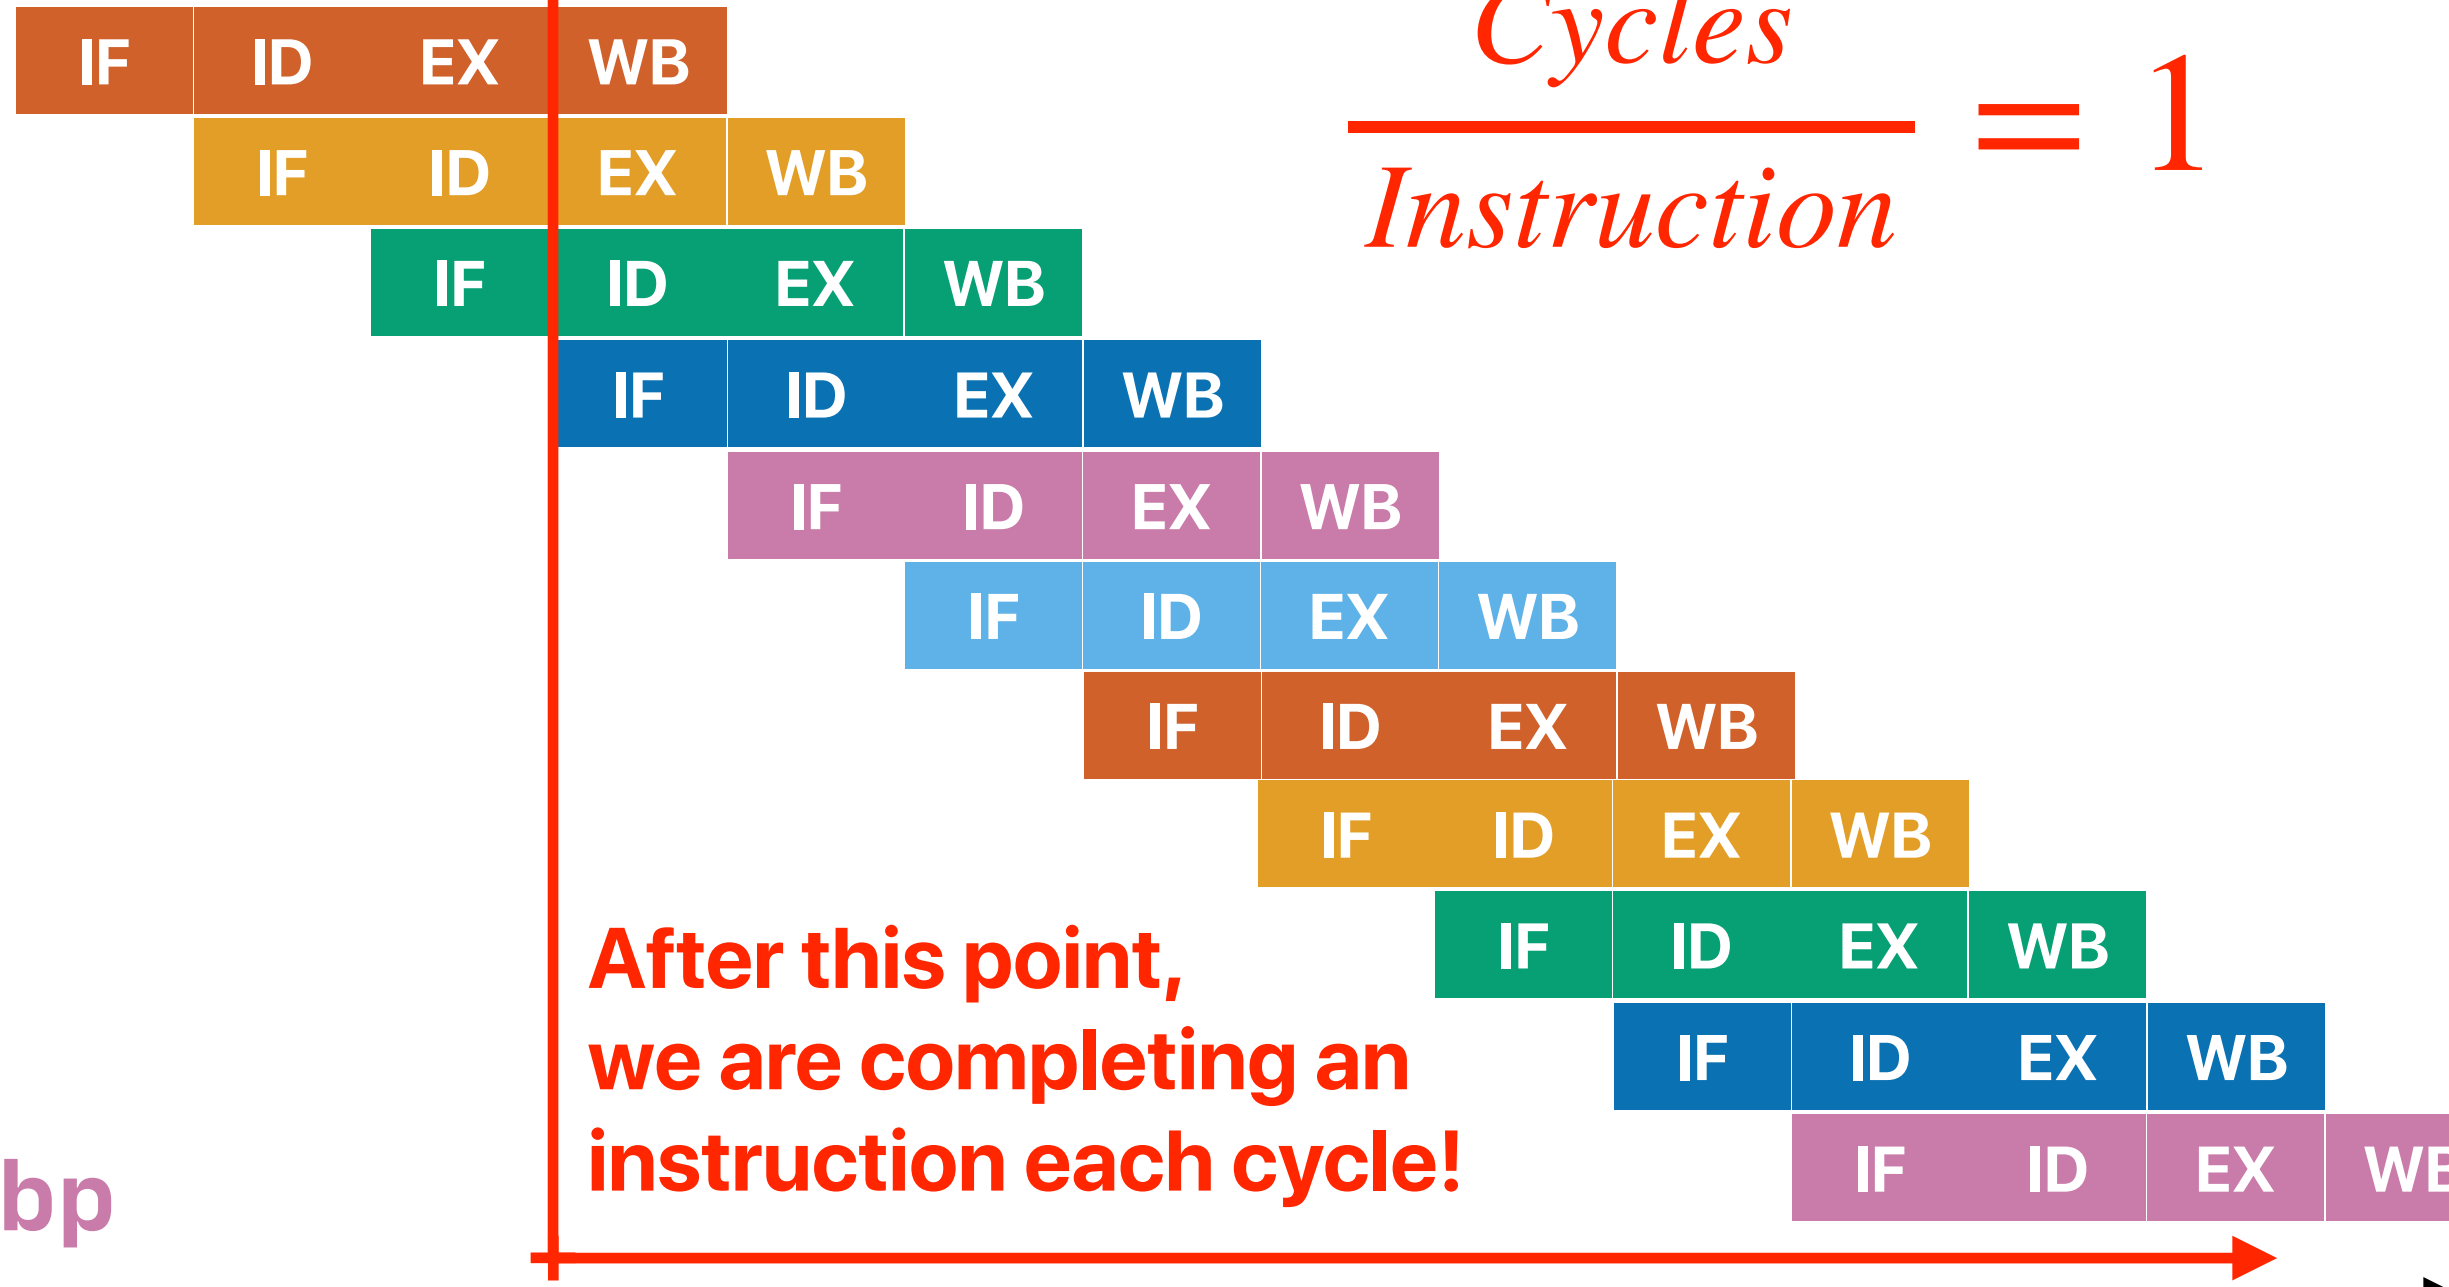 Cycles
Instruction
= 1
IF ID EX WB
IF ID EX WB
IF ID EX WB
IF ID EX WB
IF ID EX WB
IF ID EX WB
IF ID EX WB
IF ID EX WB
IF ID EX WB
IF ID EX WB
IF ID EX WB
After this point,
we are completing an
instruction each cycle!
bp